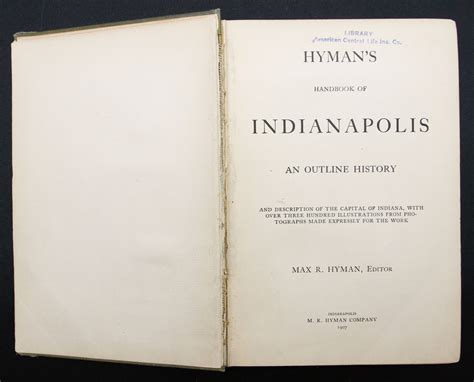 LIBRARY
American Central Life Ins. Co.
HYMAN'S
HANDBOOK OF
INDIANAPOLIS
AN OUTLINE HISTORY
AND DESCRIPTION OF THE CAPITAL OF INDIANA, WITH
OVER THREE HUNDRED ILLUSTRATIONS FROM PHO-
TOGRAPHS MADE EXPRESSLY FOR THE WORK
MAX R. HYMAN, EDITOR
INDIANAPOLIS
M. R. HYMAN COMPANY
1907